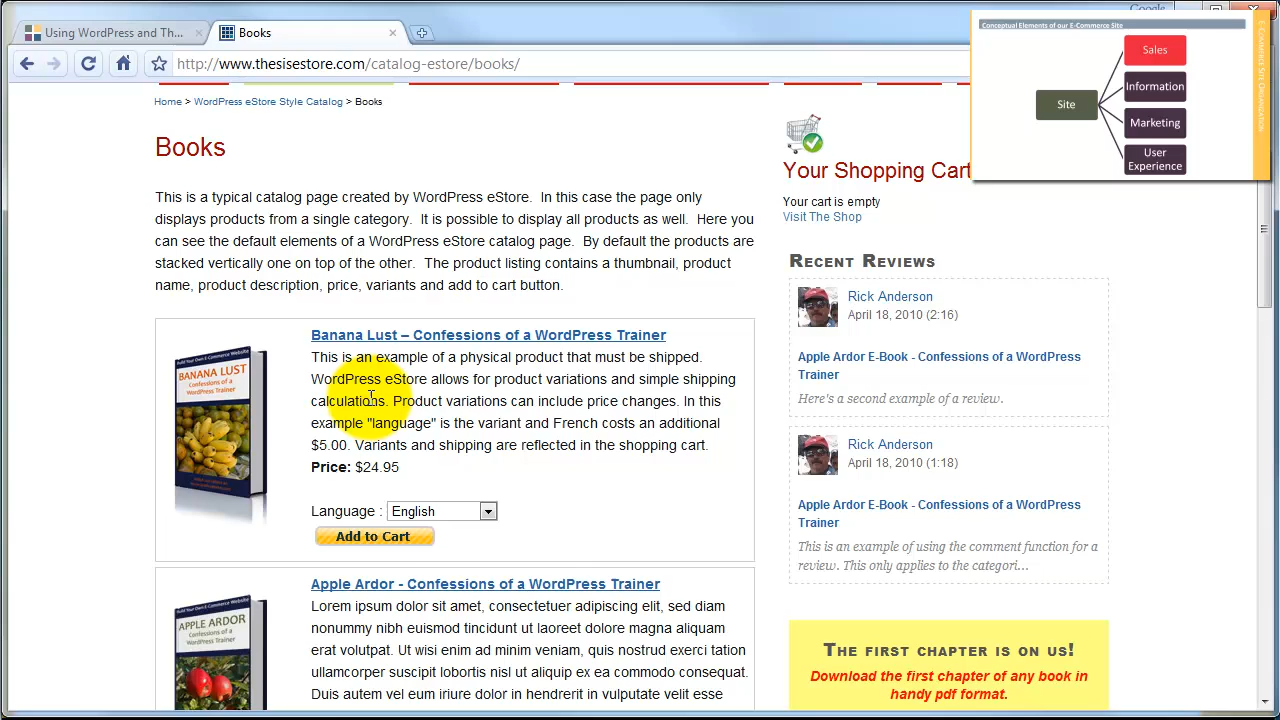 Google
Using WordPress and Th...
Books
http://www.thesisestore.com/catalog-estore/books/
Conceptual Elements of our E-Commerce Site
Site
Sales
Information
Marketing
User
Experience
E-Commerce Site Organization
Home > WordPress eStore Style Catalog > Books
Books
This is a typical catalog page created by WordPress eStore. In this case the page only
displays products from a single category. It is possible to display all products as well. Here you
can see the default elements of a WordPress eStore catalog page. By default the products are
stacked vertically one on top of the other. The product listing contains a thumbnail, product
name, product description, price, variants and add to cart button.
Build Your Own E-Commerce Website
BANANA LUST
Confessions of a
WordPress Trainer
Banana Lust – Confessions of a WordPress Trainer
This is an example of a physical product that must be shipped.
WordPress eStore allows for product variations and simple shipping
calculations. Product variations can include price changes. In this
example "language" is the variant and French costs an additional
$5.00. Variants and shipping are reflected in the shopping cart.
Price: $24.95
Language : English
Add to Cart
Build Your Own E-Commerce Website
APPLE ARDOR
Confessions of a
WordPress Trainer
Apple Ardor - Confessions of a WordPress Trainer
Lorem ipsum dolor sit amet, consectetuer adipiscing elit, sed diam
nonummy nibh euismod tincidunt ut laoreet dolore magna aliquam
erat volutpat. Ut wisi enim ad minim veniam, quis nostrud exerci tation
ullamcorper suscipit lobortis nisl ut aliquip ex ea commodo consequat.
Duis autem vel eum iriure dolor in hendrerit in vulputate velit esse
Your Shopping Cart
Your cart is empty
Visit The Shop
Recent Reviews
Rick Anderson
April 18, 2010 (2:16)
Apple Ardor E-Book - Confessions of a WordPress
Trainer
Here's a second example of a review.
Rick Anderson
April 18, 2010 (1:18)
Apple Ardor E-Book - Confessions of a WordPress
Trainer
This is an example of using the comment function for a
review. This only applies to the categori...
The first chapter is on us!
Download the first chapter of any book in
handy pdf format.